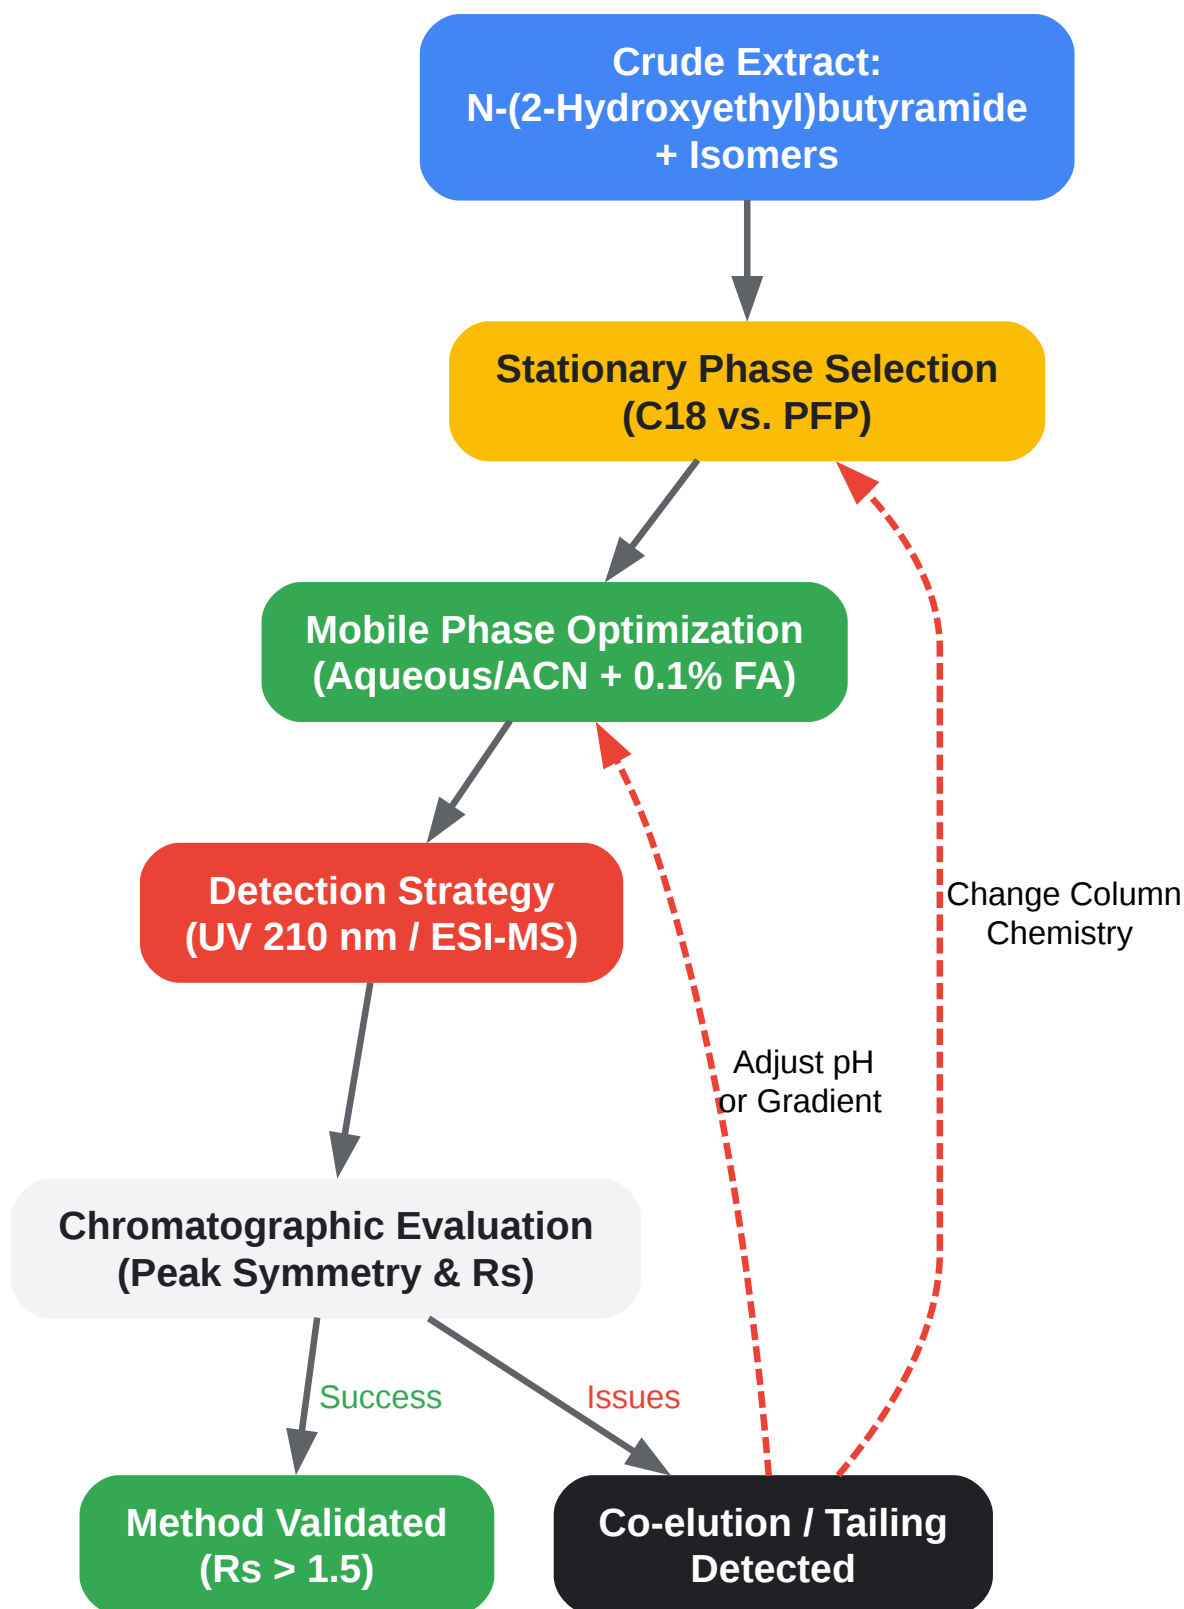 Crude Extract:
N-(2-Hydroxyethyl)butyramide
+ Isomers
Stationary Phase Selection
(C18 vs. PFP)
Mobile Phase Optimization
(Aqueous/ACN + 0.1% FA)
Detection Strategy
(UV 210 nm / ESI-MS)
Change Column
Chemistry
Adjust pH
or Gradient
Chromatographic Evaluation
(Peak Symmetry & Rs)
Success
Issues
Method Validated
(Rs > 1.5)
Co-elution / Tailing
Detected